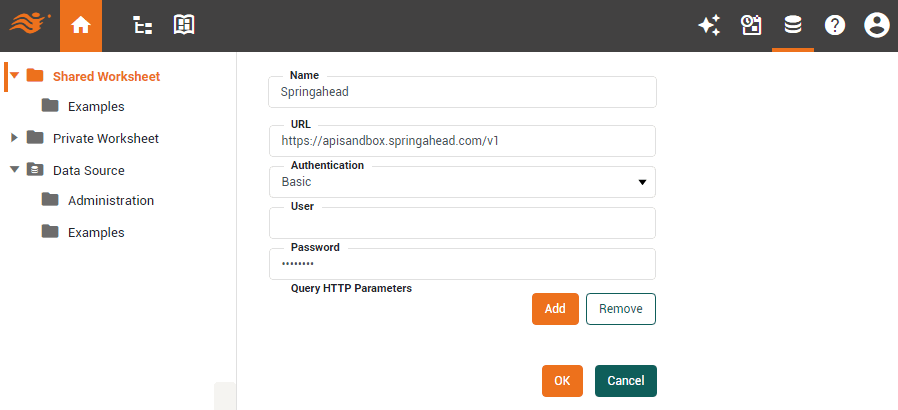 Shared Worksheet
Examples
Private Worksheet
Data Source
Administration
Examples
Name
Springahead
URL
https://apisandbox.springahead.com/v1
Authentication
Basic
User
Password
••••••••
Query HTTP Parameters
Add Remove
OK Cancel